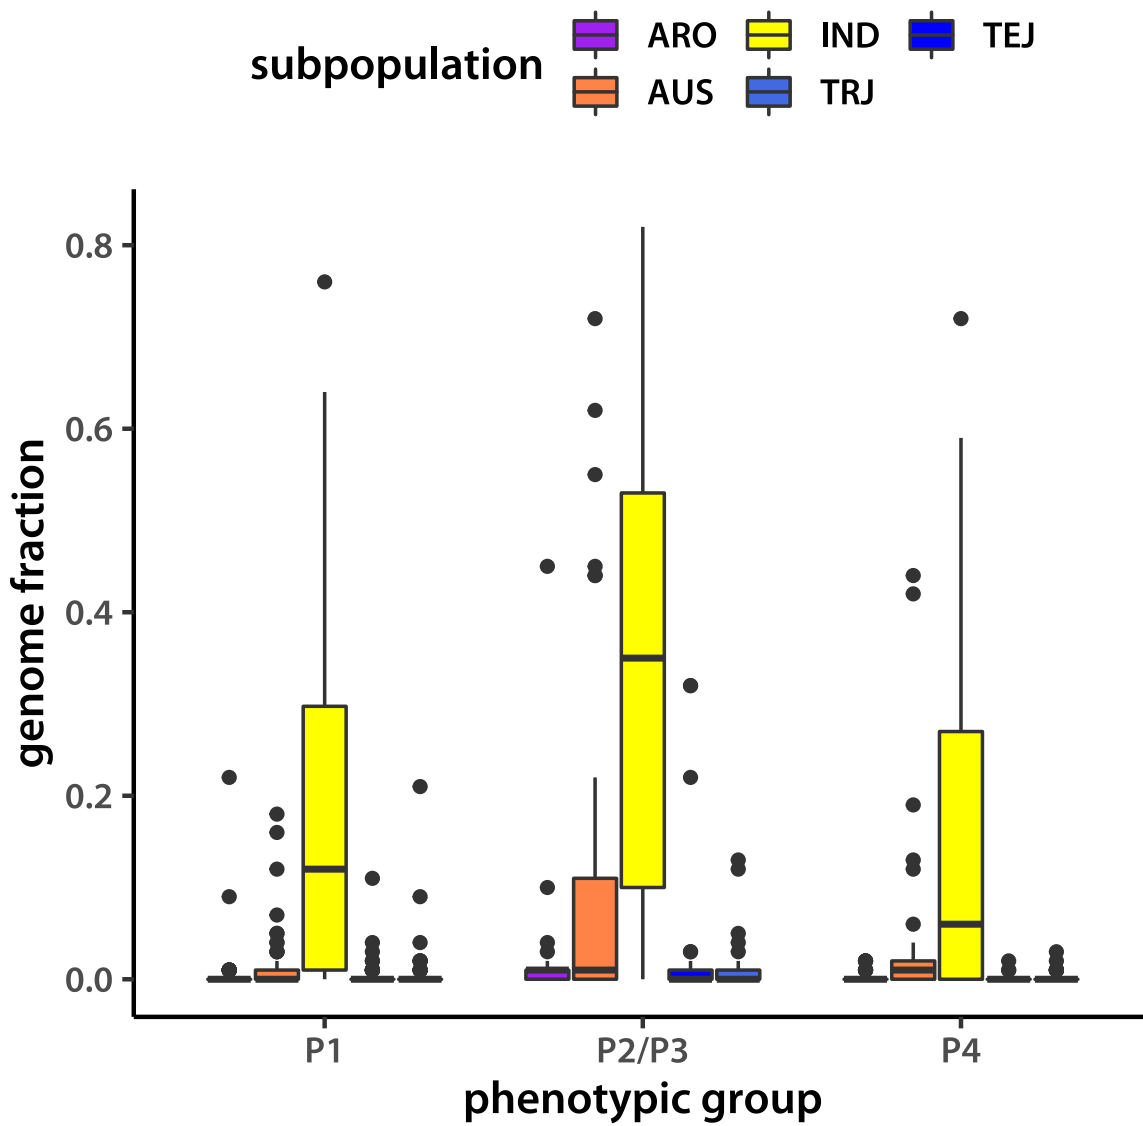 subpopulation
ARO IND TEJ
AUS TRJ
0.8
0.6
0.4
0.2
0.0
genome fraction
P1 P2/P3 P4
phenotypic group